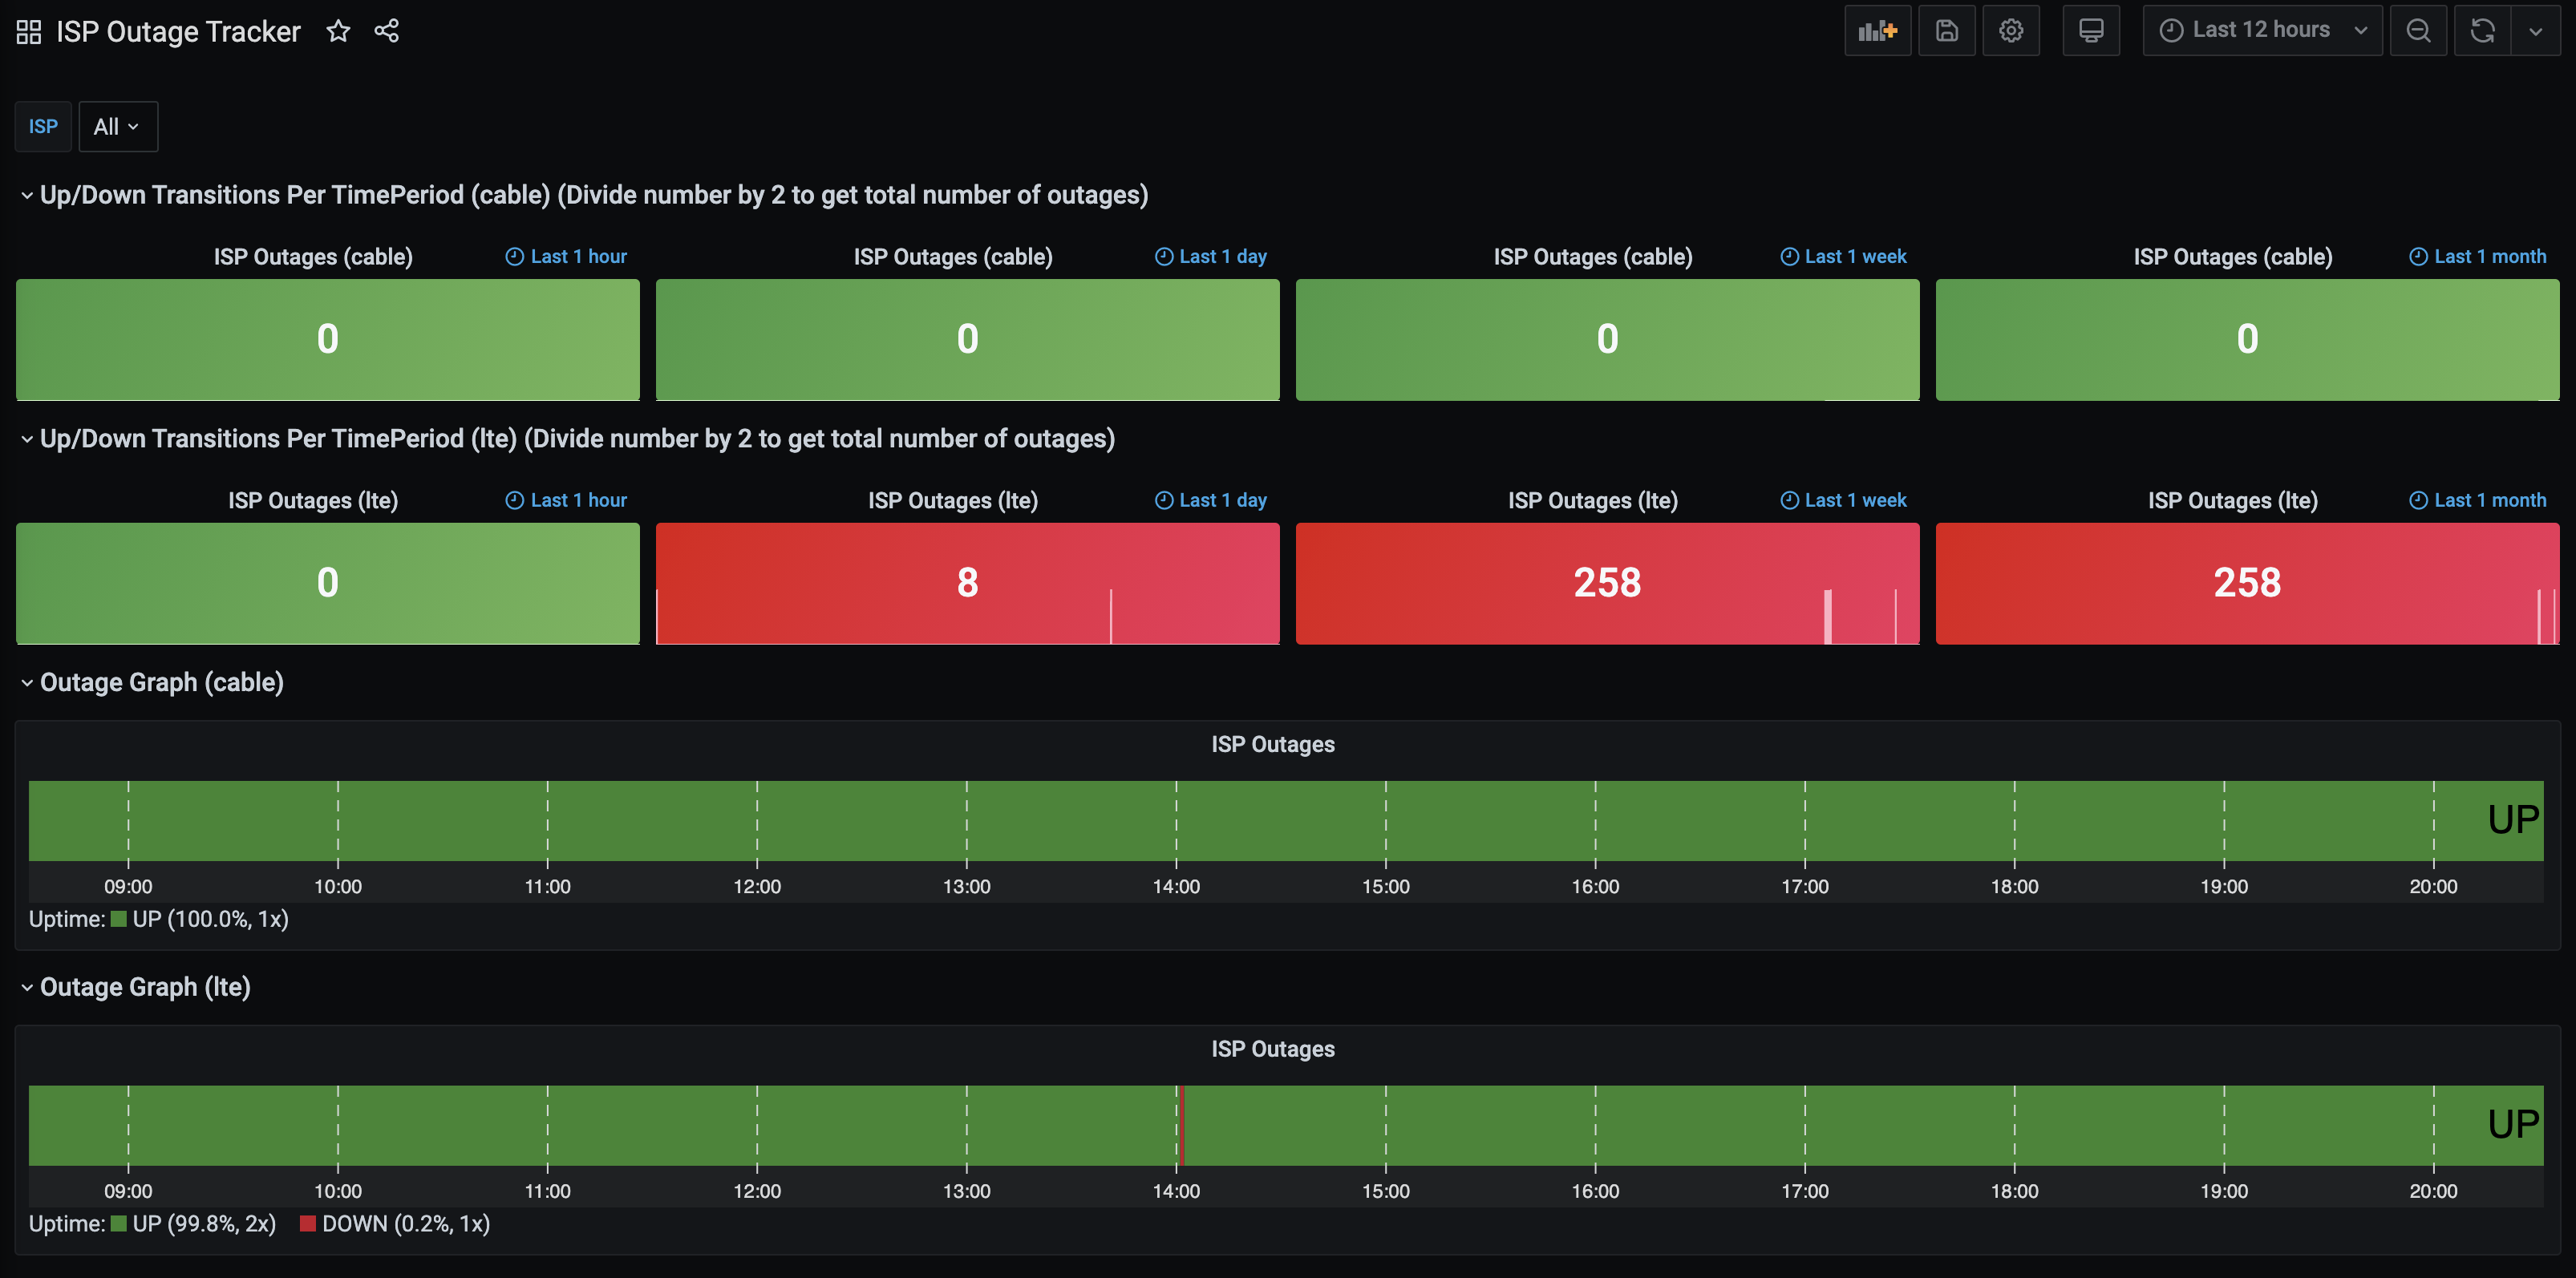 ISP Outage Tracker
Last 12 hours
ISP All
Up/Down Transitions Per TimePeriod (cable) (Divide number by 2 to get total number of outages)
ISP Outages (cable) Last 1 hour ISP Outages (cable) Last 1 day ISP Outages (cable) Last 1 week ISP Outages (cable) Last 1 month
0 0 0 0
Up/Down Transitions Per TimePeriod (lte) (Divide number by 2 to get total number of outages)
ISP Outages (lte) Last 1 hour ISP Outages (lte) Last 1 day ISP Outages (lte) Last 1 week ISP Outages (lte) Last 1 month
0 8 258 258
Outage Graph (cable)
ISP Outages
UP
09:00 10:00 11:00 12:00 13:00 14:00 15:00 16:00 17:00 18:00 19:00 20:00
Uptime: UP (100.0%, 1x)
Outage Graph (lte)
ISP Outages
UP
09:00 10:00 11:00 12:00 13:00 14:00 15:00 16:00 17:00 18:00 19:00 20:00
Uptime: UP (99.8%, 2x) DOWN (0.2%, 1x)